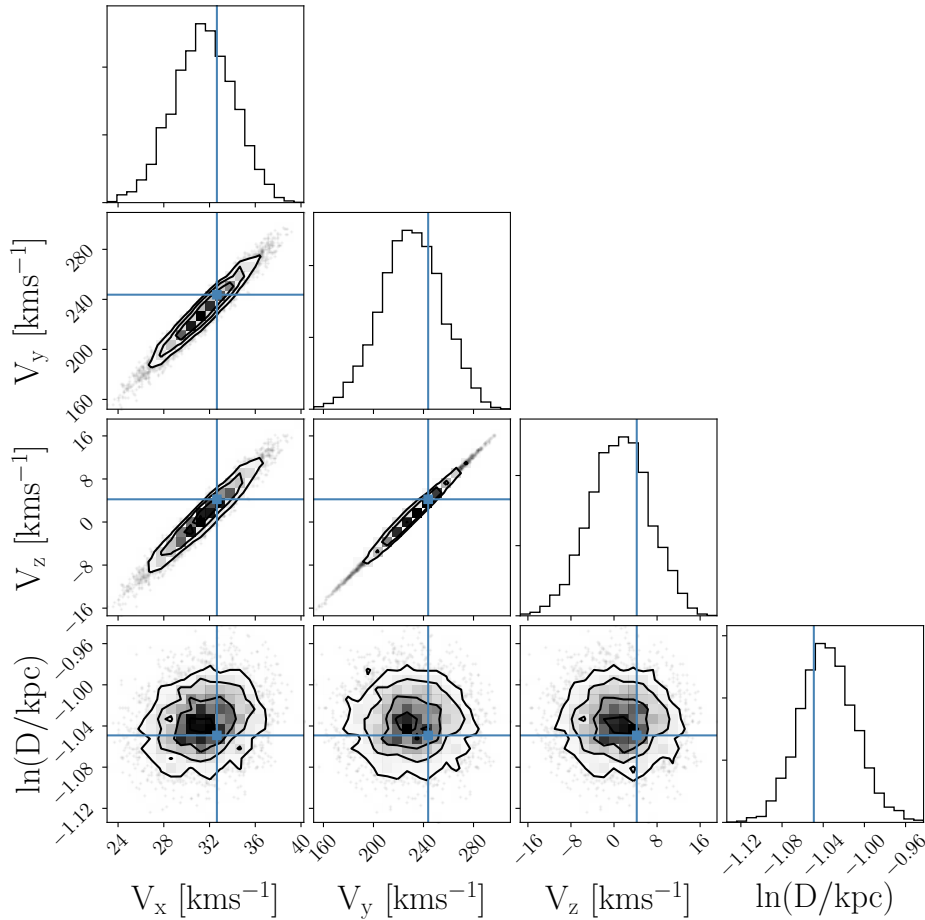 280
240
200
160
V_y [kms⁻¹]
16
8
0
−8
−16
V_z [kms⁻¹]
−0.96
−1.00
−1.04
−1.08
−1.12
ln(D/kpc)
24 28 32 36 40
160 200 240 280
−16 −8 0 8 16
−1.12 −1.08 −1.04 −1.00 −0.96
V_x [kms⁻¹] V_y [kms⁻¹] V_z [kms⁻¹] ln(D/kpc)